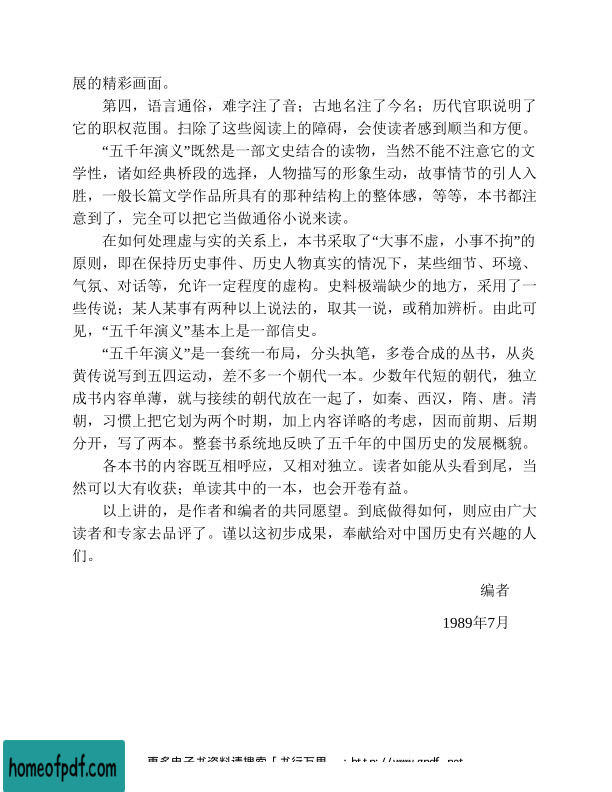 展的精彩画面。
第四，语言通俗，难字注了音；古地名注了今名；历代官职说明了
它的职权范围。扫除了这些阅读上的障碍，会使读者感到顺当和方便。
“五千年演义”既然是一部文史结合的读物，当然不能不注意它的文
学性，诸如经典桥段的选择，人物描写的形象生动，故事情节的引人入
胜，一般长篇文学作品所具有的那种结构上的整体感，等等，本书都注
意到了，完全可以把它当做通俗小说来读。
在如何处理虚与实的关系上，本书采取了“大事不虚，小事不拘”的
原则，即在保持历史事件、历史人物真实的情况下，某些细节、环境、
气氛、对话等，允许一定程度的虚构。史料极端缺少的地方，采用了一
些传说；某人某事有两种以上说法的，取其一说，或稍加辨析。由此可
见，“五千年演义”基本上是一部信史。
“五千年演义”是一套统一布局，分头执笔，多卷合成的丛书，从炎
黄传说写到五四运动，差不多一个朝代一本。少数年代短的朝代，独立
成书内容单薄，就与接续的朝代放在一起了，如秦、西汉，隋、唐。清
朝，习惯上把它划为两个时期，加上内容详略的考虑，因而前期、后期
分开，写了两本。整套书系统地反映了五千年的中国历史的发展概貌。
各本书的内容既互相呼应，又相对独立。读者如能从头看到尾，当
然可以大有收获；单读其中的一本，也会开卷有益。
以上讲的，是作者和编者的共同愿望。到底做得如何，则应由广大
读者和专家去品评了。谨以这初步成果，奉献给对中国历史有兴趣的人
们。
编者
1989年7月
homeofpdf.com